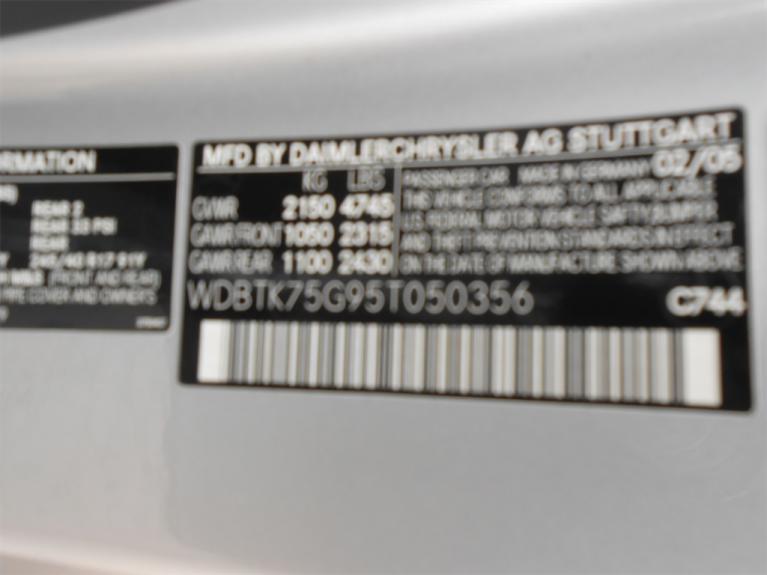 ORMATION
REAR 2
REAR 33 PSI
REAR
245/40 R17 91Y
(FRONT AND REAR)
TYPE COVER AND OWNERS
MFD BY DAIMLERCHRYSLER AG STUTTGART
KG LBS
GVWR 2150 4745
GAWR FRONT 1050 2315
GAWR REAR 1100 2430
PASSENGER CAR MADE IN GERMANY 02/05
THIS VEHICLE CONFORMS TO ALL APPLICABLE
U.S. FEDERAL MOTOR VEHICLE SAFETY BUMPER
AND THEFT PREVENTION STANDARDS IN EFFECT
ON THE DATE OF MANUFACTURE SHOWN ABOVE
WDBTK75G95T050356 C744